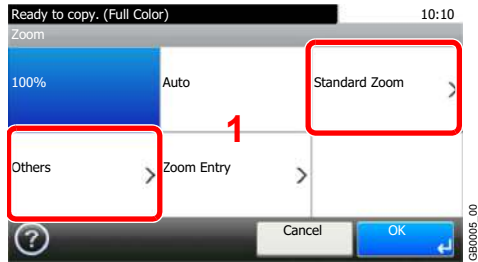 Ready to copy. (Full Color) 10:10
Zoom
100% Auto Standard Zoom
1
Others Zoom Entry
? Cancel OK
GB0005_00